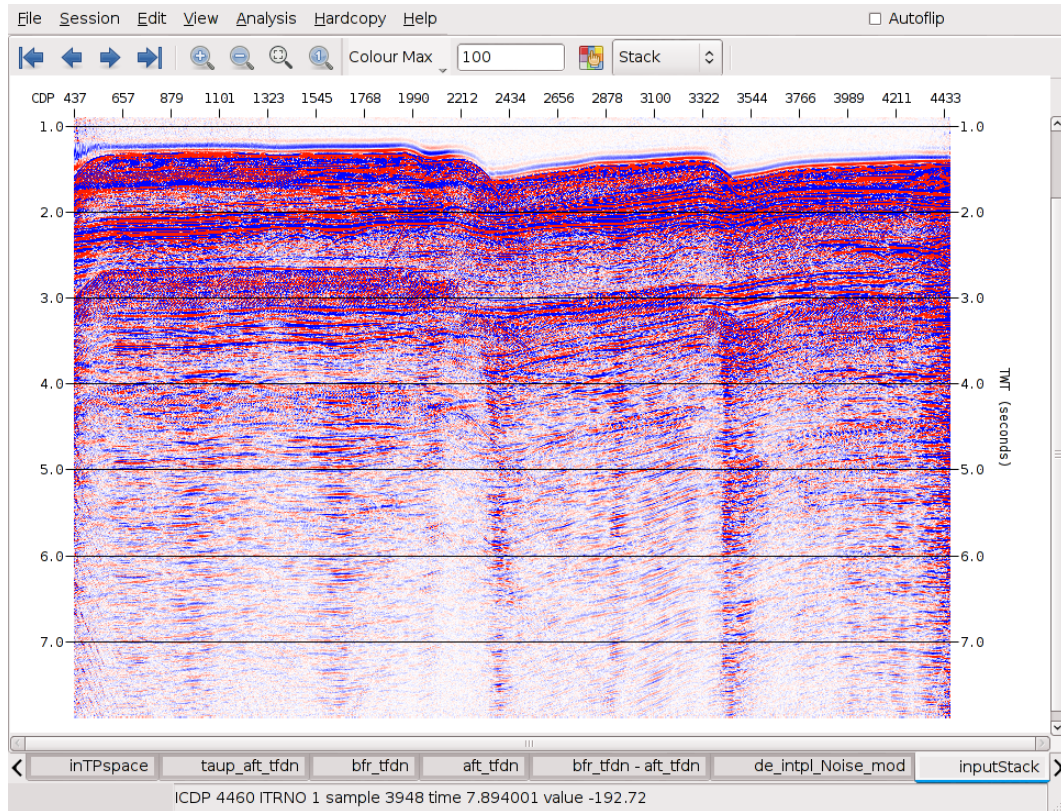 File Session Edit View Analysis Hardcopy Help Autoflip
1 Colour Max 100 Stack
CDP 437 657 879 1101 1323 1545 1768 1990 2212 2434 2656 2878 3100 3322 3544 3766 3989 4211 4433
1.0 1.0
2.0 2.0
3.0 3.0
4.0 4.0
TWT (seconds)
5.0 5.0
6.0 6.0
7.0 7.0
inTPspace taup_aft_tfdn bfr_tfdn aft_tfdn bfr_tfdn - aft_tfdn de_intpl_Noise_mod inputStack
ICDP 4460 ITRNO 1 sample 3948 time 7.894001 value -192.72